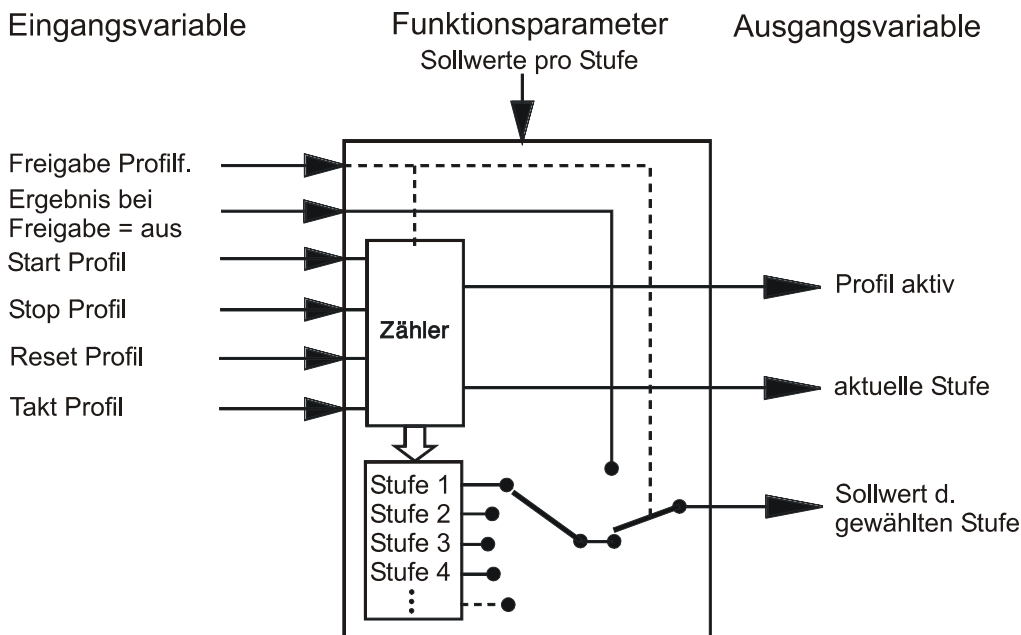 Eingangsvariable
Funktionsparameter
Ausgangsvariable
Sollwerte pro Stufe
Freigabe Profilf.
Ergebnis bei
Freigabe = aus
Start Profil
Stop Profil
Reset Profil
Takt Profil
Zähler
Profil aktiv
aktuelle Stufe
Stufe 1
Stufe 2
Stufe 3
Stufe 4
Sollwert d.
gewählten Stufe